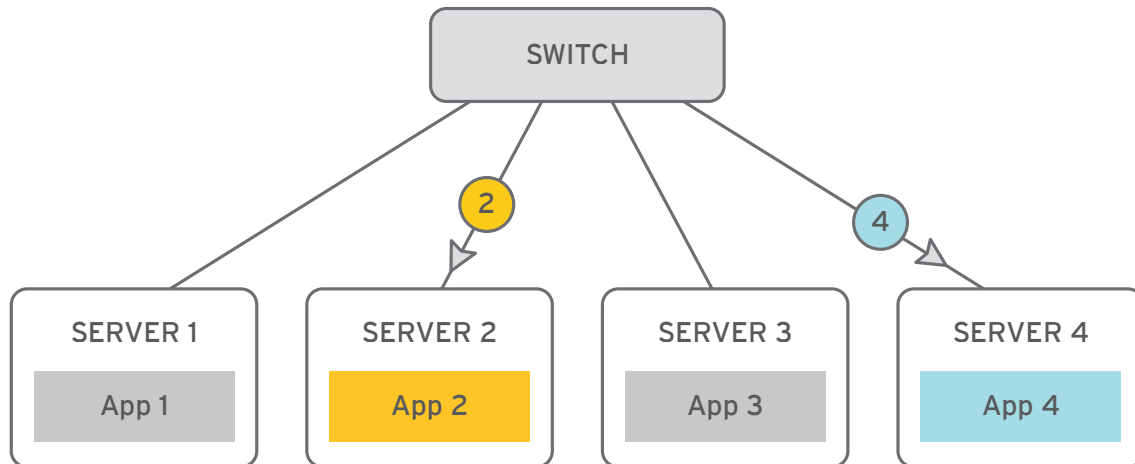 SWITCH
2
4
SERVER 1
SERVER 2
SERVER 3
SERVER 4
App 1
App 2
App 3
App 4